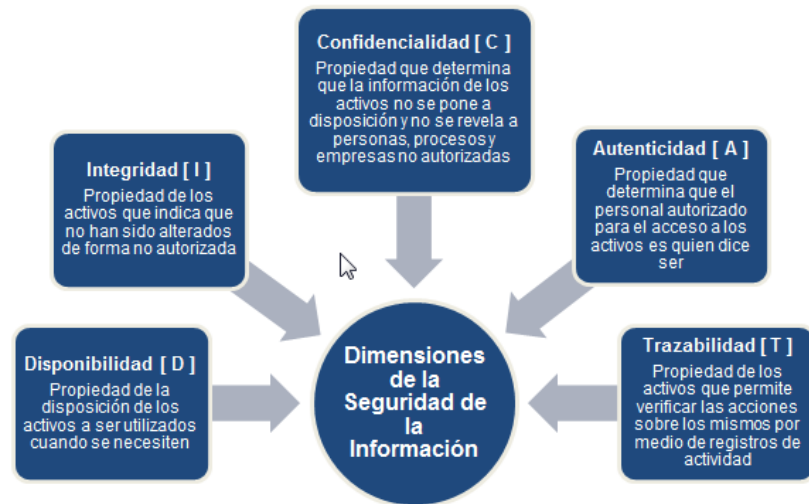 Confidencialidad [ C ]
Propiedad que determina
que la información de los
activos no se pone a
disposición y no se revela a
personas, procesos y
empresas no autorizadas
Integridad [ I ]
Propiedad de los
activos que indica que
no han sido alterados
de forma no autorizada
Autenticidad [ A ]
Propiedad que
determina que el
personal autorizado
para el acceso a los
activos es quien dice
ser
Disponibilidad [ D ]
Propiedad de la
disposición de los
activos a ser utilizados
cuando se necesiten
Dimensiones
de la
Seguridad de
la
Información
Trazabilidad [ T ]
Propiedad de los
activos que permite
verificar las acciones
sobre los mismos por
medio de registros de
actividad